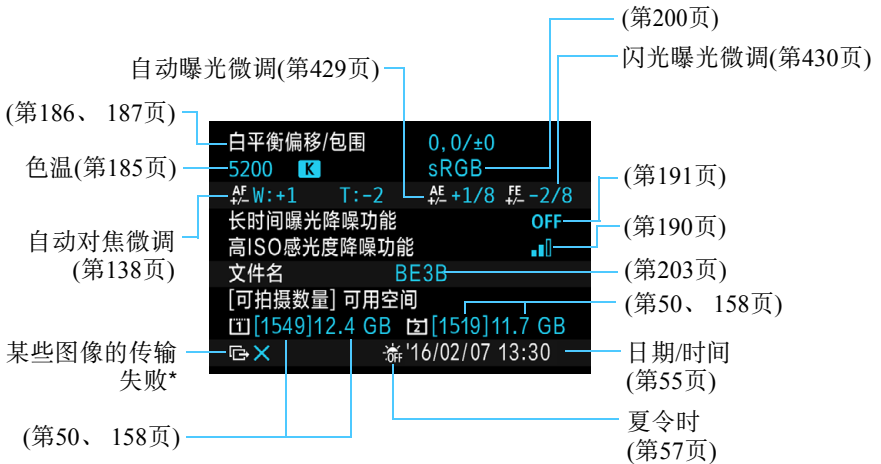 (第200页)
自动曝光微调(第429页)
闪光曝光微调(第430页)
(第186、 187页)
白平衡偏移/包围 0,0/±0
色温(第185页)
5200 K sRGB
(第191页)
AF +/- W:+1 T:-2 AE +/- +1/8 FE +/- -2/8
长时间曝光降噪功能 OFF
(第190页)
自动对焦微调
(第138页)
高ISO感光度降噪功能
文件名 BE3B
(第203页)
[可拍摄数量] 可用空间
(第50、 158页)
1 [1549]12.4 GB 2 [1519]11.7 GB
某些图像的传输
失败*
OFF '16/02/07 13:30
日期/时间
(第55页)
(第50、 158页)
夏令时
(第57页)